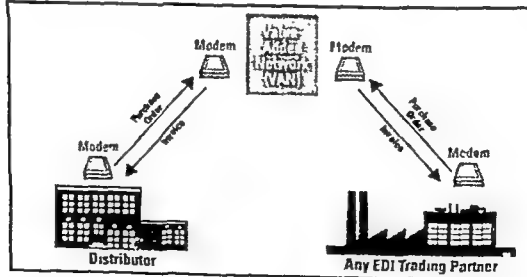 Value-
Added
Network
(VAN)
Modem
Modem
Purchase
Order
Invoice
Purchase
Order
Invoice
Modem
Modem
Distributor
Any EDI Trading Partner